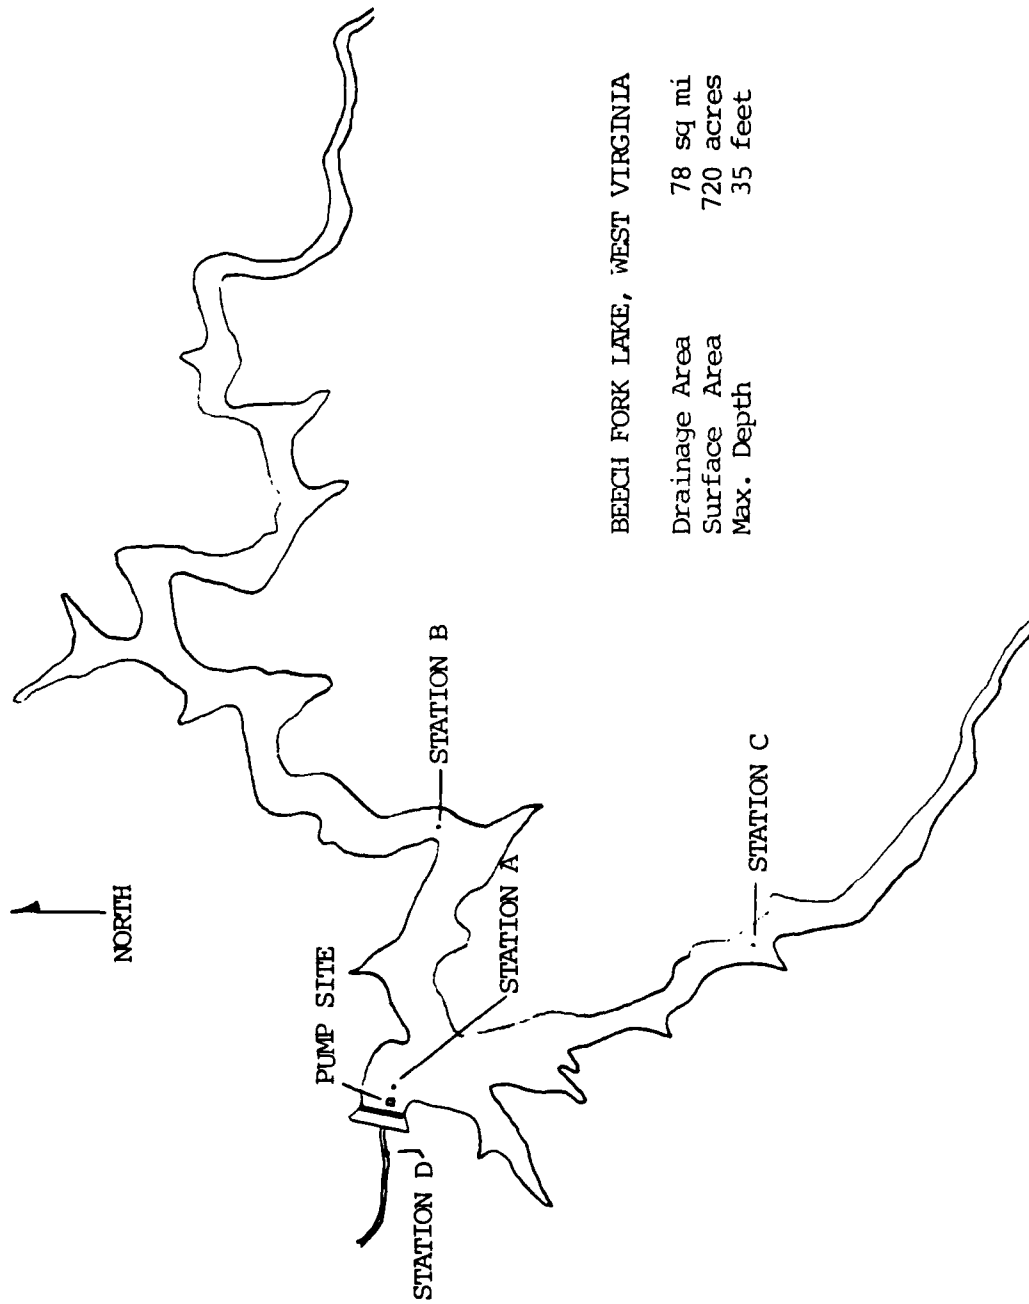 NORTH
PUMP SITE
STATION B
STATION A
STATION D
STATION C
BEECH FORK LAKE, WEST VIRGINIA
Drainage Area 78 sq mi
Surface Area 720 acres
Max. Depth 35 feet